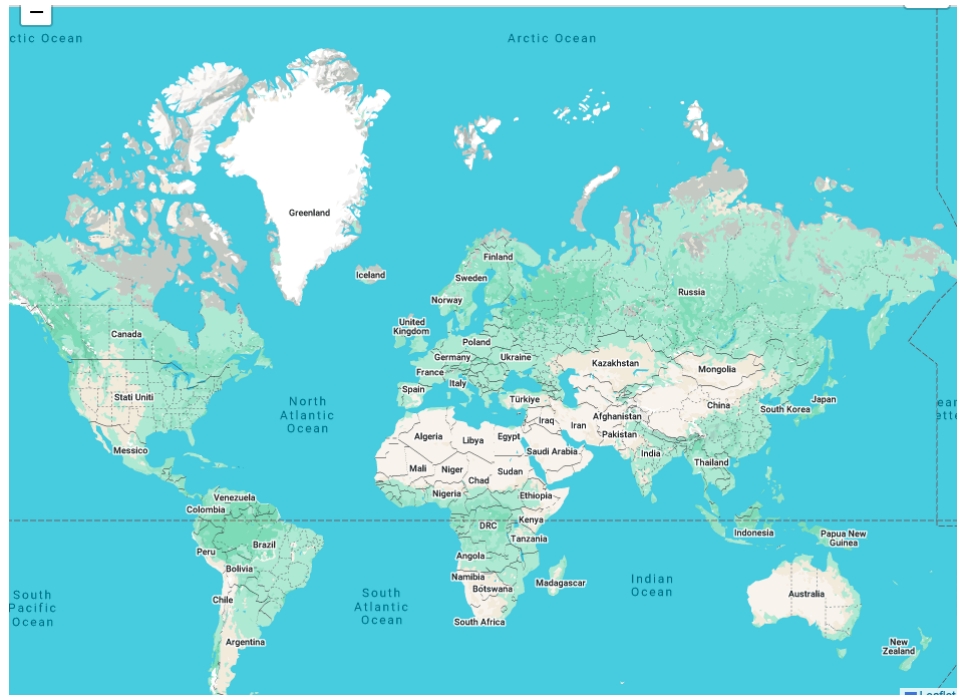 −
ctic Ocean
Arctic Ocean
Greenland
Iceland
Finland
Sweden
Norway
Russia
United
Kingdom
Canada
Poland
Germany
Ukraine
France
Italy
Spain
Kazakhstan
Mongolia
Stati Uniti
North
Atlantic
Ocean
Türkiye
Iraq
Iran
Afghanistan
Pakistan
China
South Korea
Japan
ean
Messico
Algeria
Libya
Egypt
Saudi Arabia
India
Thailand
Mali
Niger
Chad
Sudan
Nigeria
Ethiopia
Venezuela
Colombia
DRC
Kenya
Tanzania
Indonesia
Papua New
Guinea
Peru
Brazil
Bolivia
Angola
Namibia
Botswana
Madagascar
Indian
Ocean
Australia
South
Pacific
Ocean
Chile
South
Atlantic
Ocean
South Africa
Argentina
New
Zealand
Leaflet